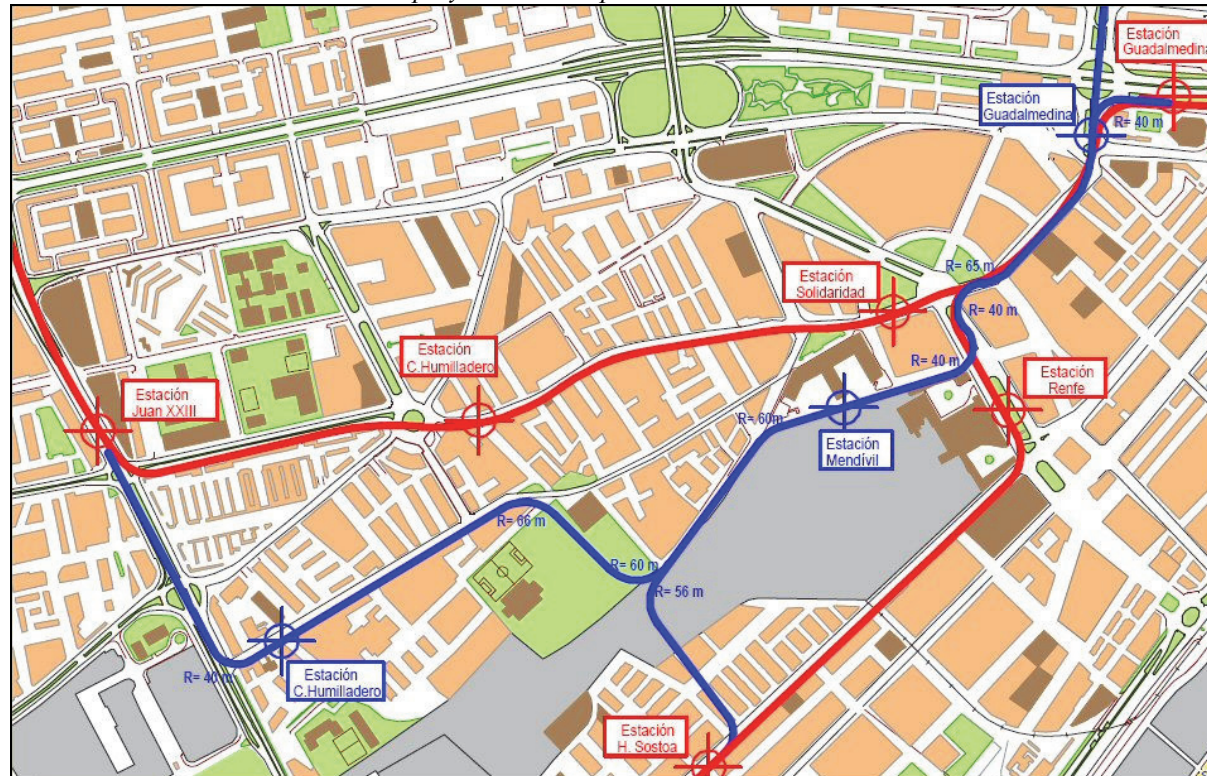 Estación
Guadalmedina
Estación
Guadalmedina
R= 40 m
R= 65 m
Estación
Solidaridad
R= 40 m
Estación
C.Humilladero
R= 40 m
Estación
Renfe
Estación
Juan XXIII
R= 60m
Estación
Mendívil
R= 66 m
R= 60 m
R= 56 m
R= 40 m
Estación
C.Humilladero
Estación
H. Sostoa